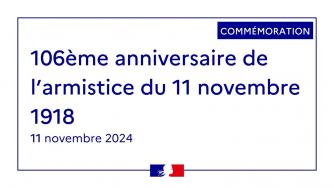 COMMÉMORATION
106ème anniversaire de
l'armistice du 11 novembre
1918
11 novembre 2024